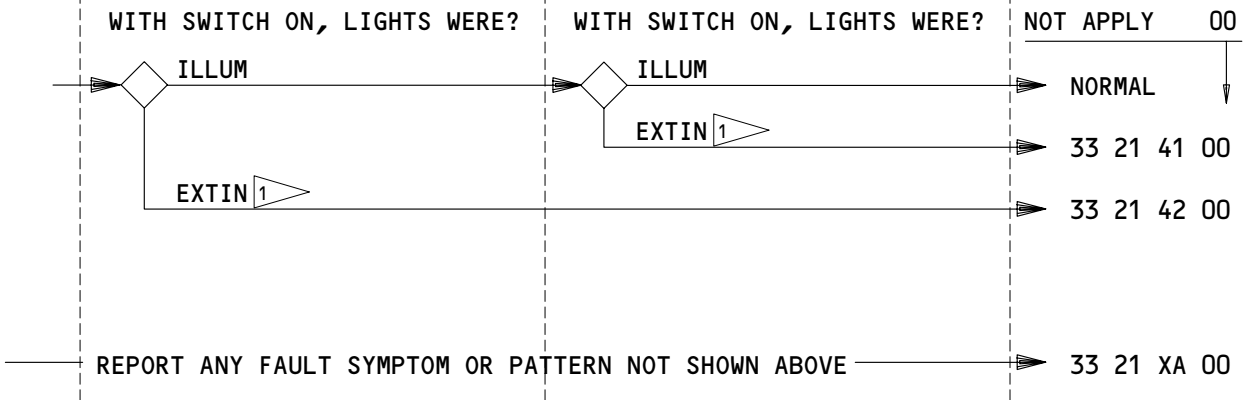 WITH SWITCH ON, LIGHTS WERE? WITH SWITCH ON, LIGHTS WERE? NOT APPLY 00
ILLUM ILLUM NORMAL
EXTIN 1 33 21 41 00
EXTIN 1 33 21 42 00
REPORT ANY FAULT SYMPTOM OR PATTERN NOT SHOWN ABOVE 33 21 XA 00